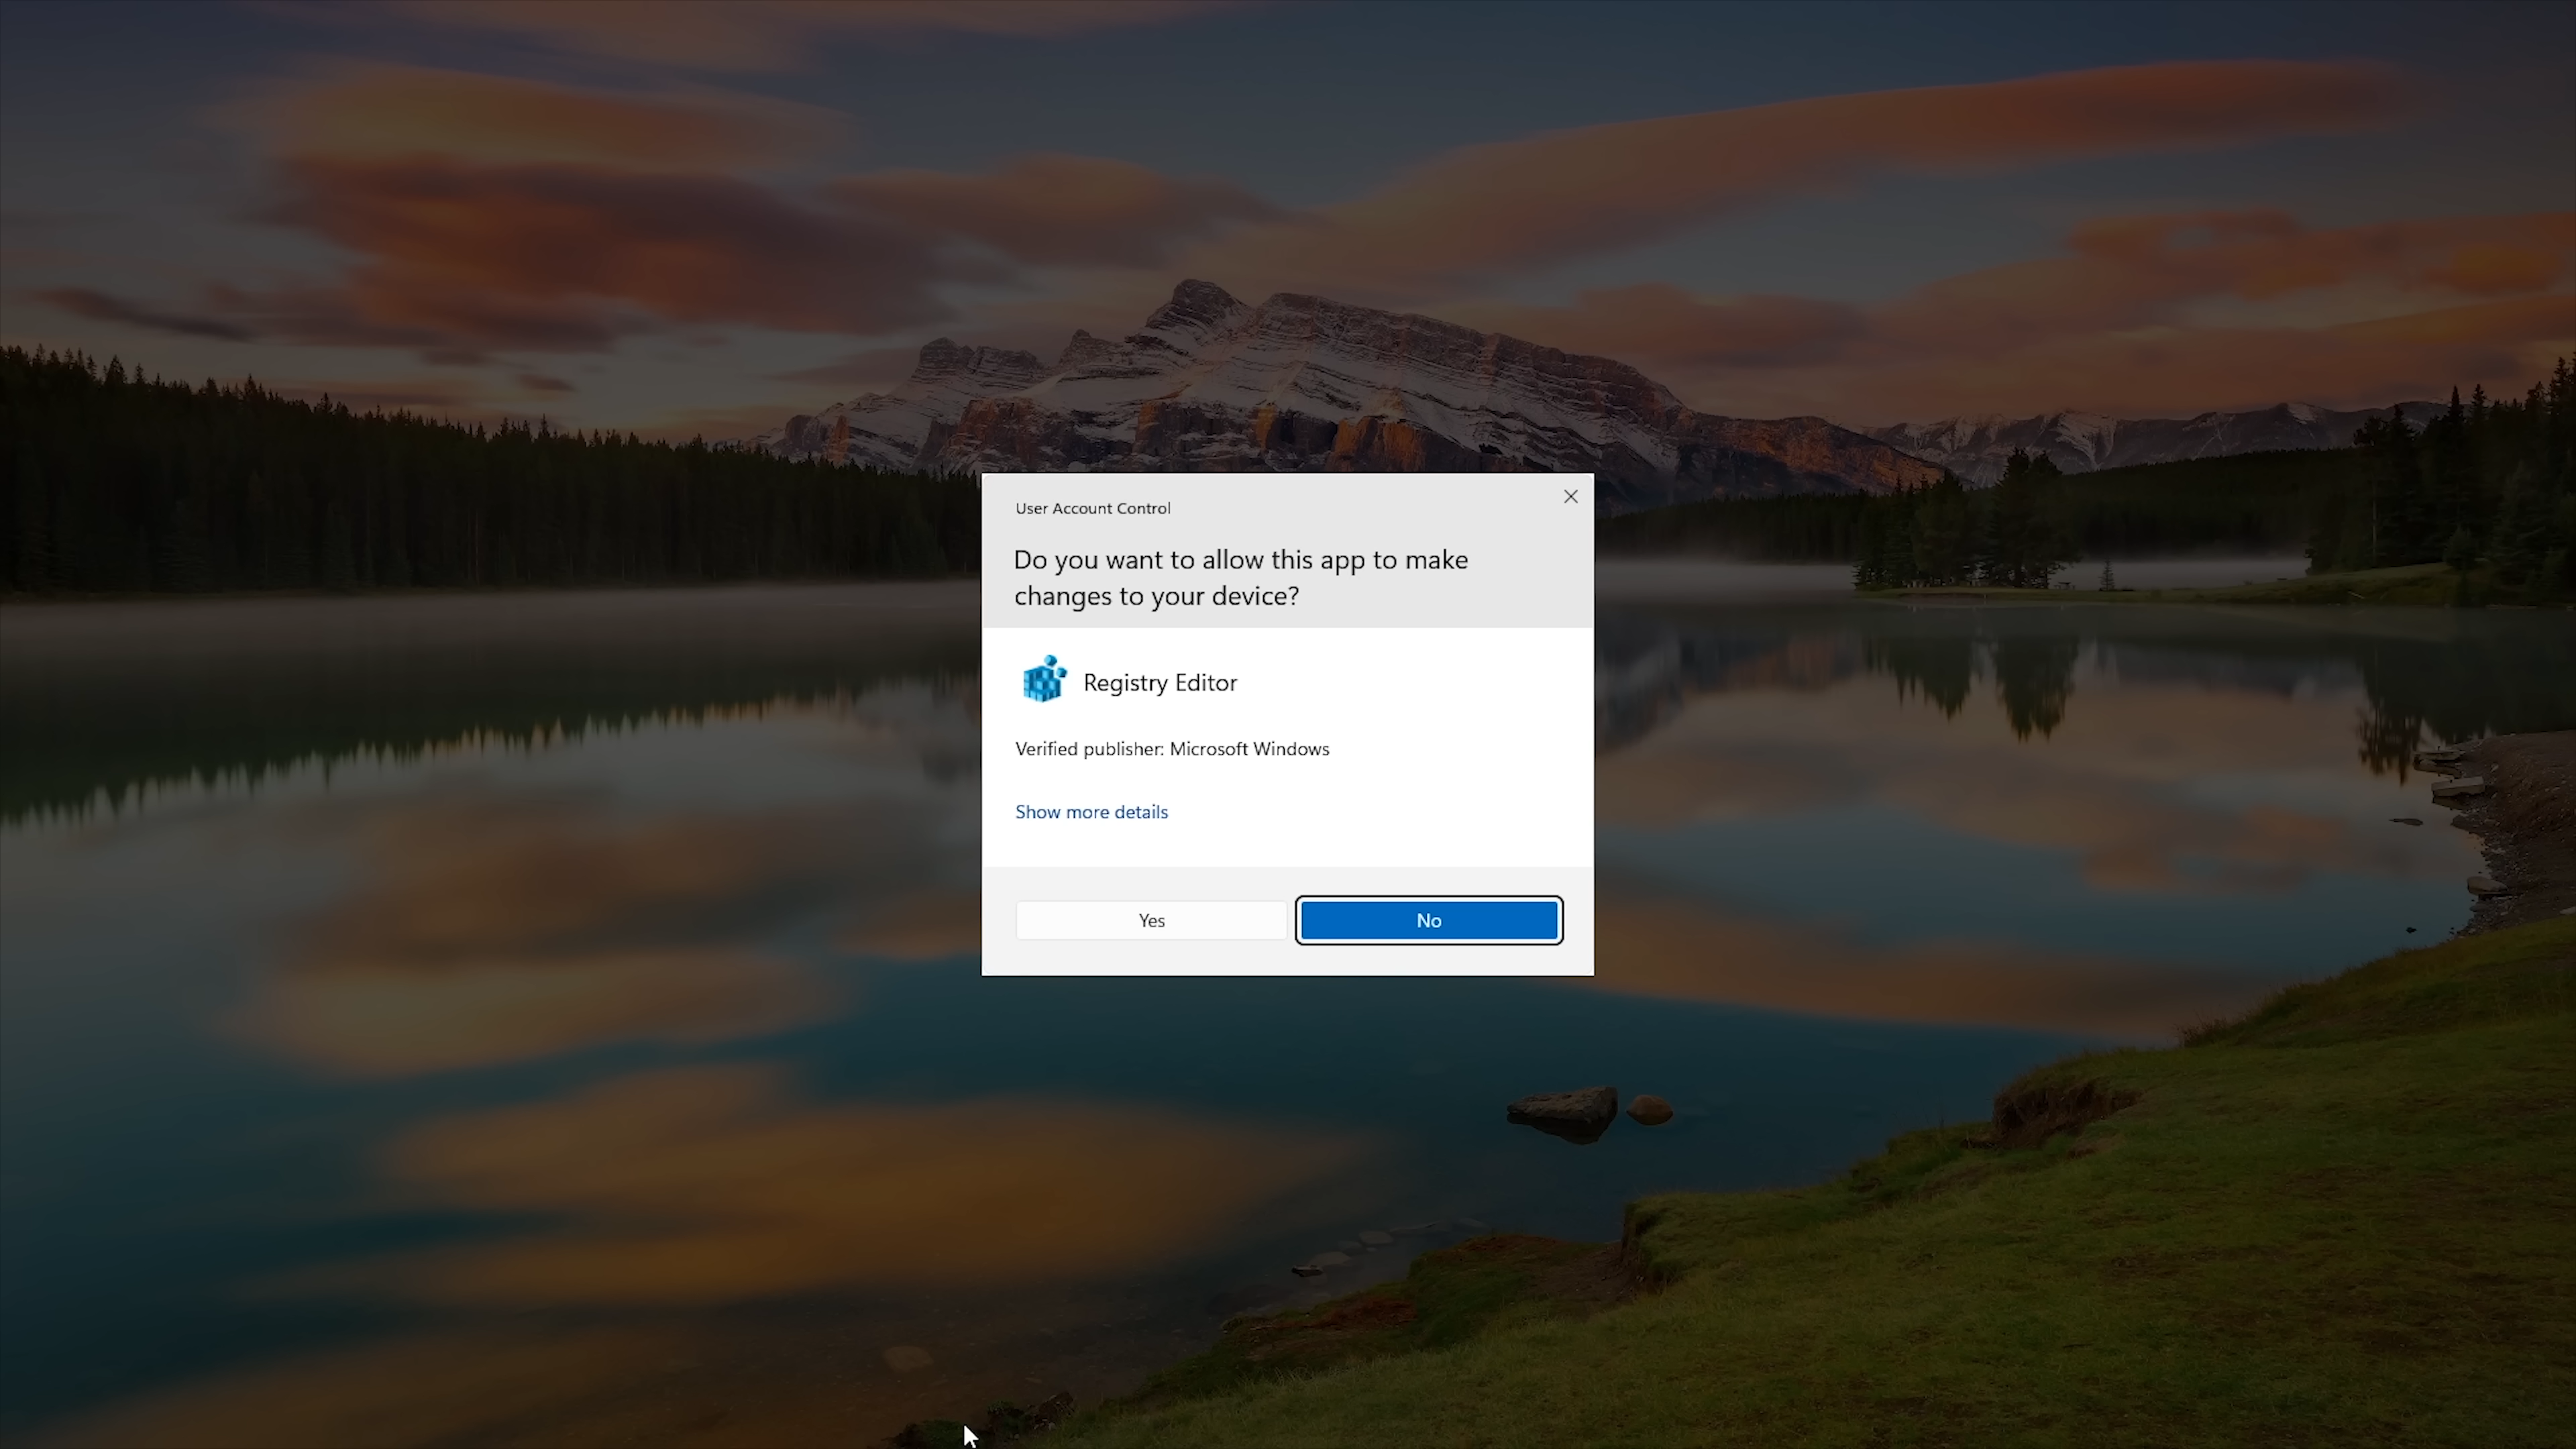 User Account Control
Do you want to allow this app to make
changes to your device?
Registry Editor
Verified publisher: Microsoft Windows
Show more details
Yes
No